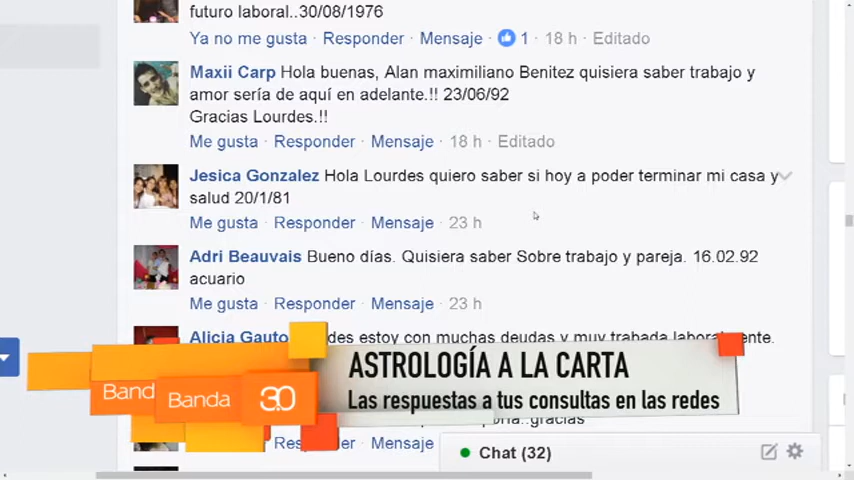 futuro laboral..30/08/1976
Ya no me gusta · Responder · Mensaje · 1 · 18 h · Editado
Maxii Carp Hola buenas, Alan maximiliano Benitez quisiera saber trabajo y
amor sería de aquí en adelante.!! 23/06/92
Gracias Lourdes.!!
Me gusta · Responder · Mensaje · 18 h · Editado
Jesica Gonzalez Hola Lourdes quiero saber si hoy a poder terminar mi casa y
salud 20/1/81
Me gusta · Responder · Mensaje · 23 h
Adri Beauvais Bueno días. Quisiera saber Sobre trabajo y pareja. 16.02.92
acuario
Me gusta · Responder · Mensaje · 23 h
Alicia Gauto des estoy con muchas deudas y muy trabada laboralmente.
ASTROLOGÍA A LA CARTA
Band
Banda 3.0
Las respuestas a tus consultas en las redes
gracias
Re Mensaje
Chat (32)